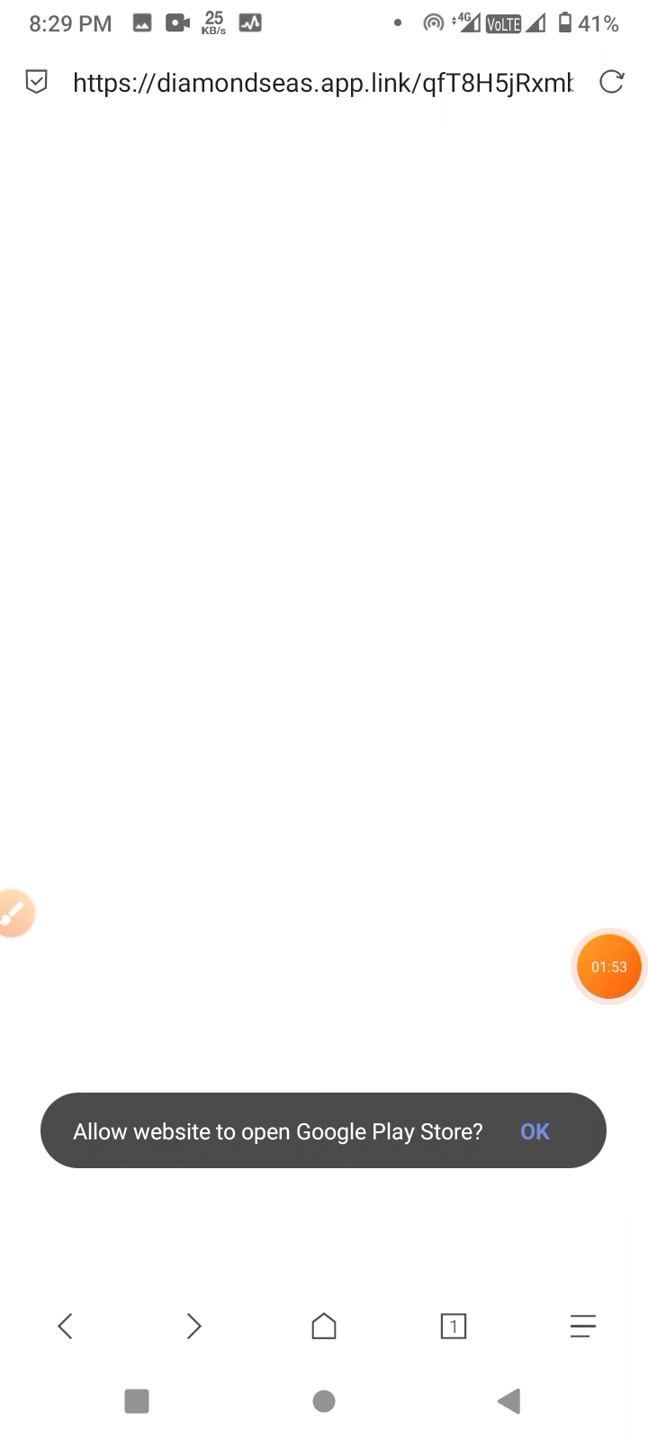 8:29 PM 25 KB/s 4G VoLTE 41%
https://diamondseas.app.link/qfT8H5jRxm
01:53
Allow website to open Google Play Store? OK
1